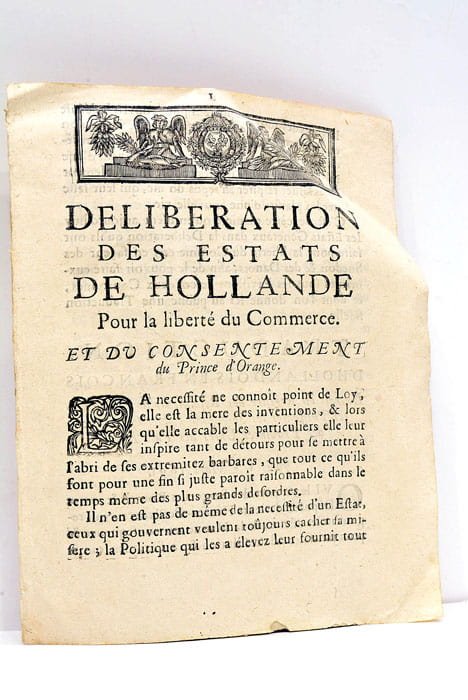 1
DELIBERATION
DES ESTATS
DE HOLLANDE
Pour la liberté du Commerce.
ET DU CONSENTEMENT
du Prince d'Orange.
LA necessité ne connoît point de Loy,
elle est la mere des inventions, & lors
qu'elle accable les particuliers elle leur
inspire tant de détours pour se mettre à
l'abri de ses extremitez barbares, que tout ce qu'ils
font pour une fin si juste paroit raisonnable dans le
temps même des plus grands desordres.
Il n'en est pas de même de la necessité d'un Estat,
ceux qui gouvernent veulent toûjours cacher sa mi-
sere ; la Politique qui les a élevez leur fournit tout